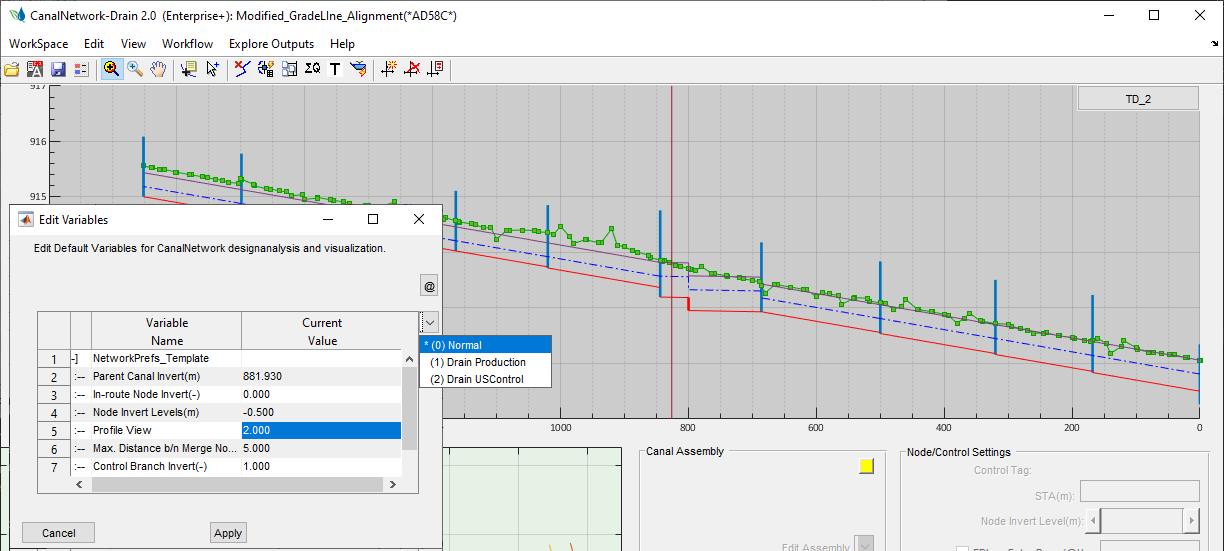 CanalNetwork-Drain 2.0 (Enterprise+): Modified_GradeLIne_Alignment(*AD58C*)
WorkSpace Edit View Workflow Explore Outputs Help
ΣQ T
917
TD_2
916
915
Edit Variables
Edit Default Variables for CanalNetwork designanalysis and visualization.
@
Variable Name Current Value
1 -] NetworkPrefs_Template
2 :-- Parent Canal Invert(m) 881.930
3 :-- In-route Node Invert(-) 0.000
4 :-- Node Invert Levels(m) -0.500
5 :-- Profile View 2.000
6 :-- Max. Distance b/n Merge No... 5.000
7 :-- Control Branch Invert(-) 1.000
* (0) Normal
(1) Drain Production
(2) Drain USControl
Cancel Apply
1000 800 600 400 200 0
Canal Assembly
Edit Assembly
Node/Control Settings
Control Tag:
STA(m):
Node Invert Level(m):